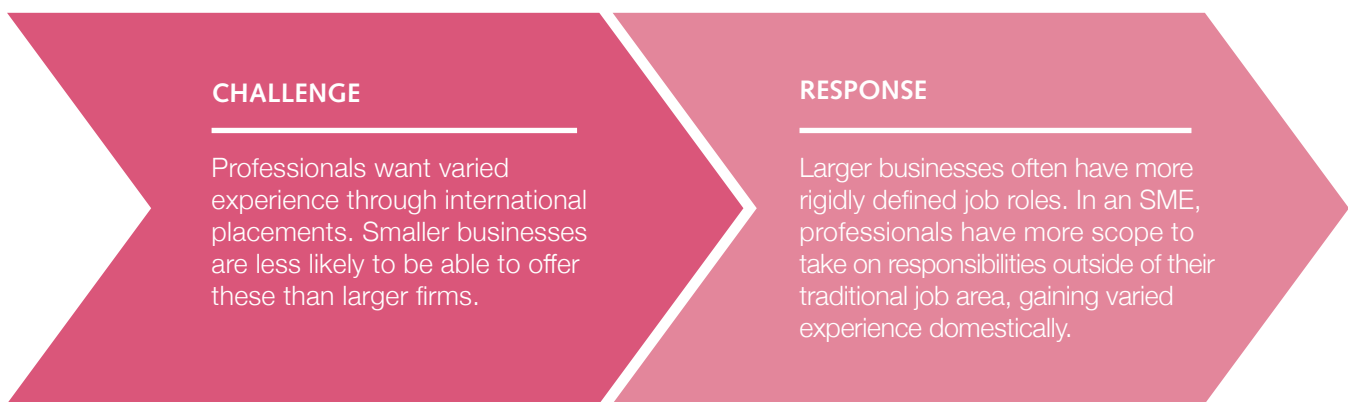 CHALLENGE
Professionals want varied
experience through international
placements. Smaller businesses
are less likely to be able to offer
these than larger firms.
RESPONSE
Larger businesses often have more
rigidly defined job roles. In an SME,
professionals have more scope to
take on responsibilities outside of their
traditional job area, gaining varied
experience domestically.